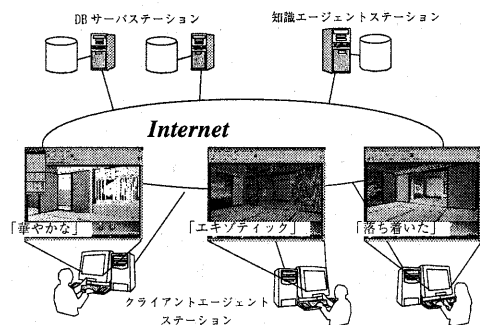 DB サーバステーション
知識エージェントステーション
Internet
「華やかな」
「エキゾティック」
「落ち着いた」
クライアントエージェント
ステーション